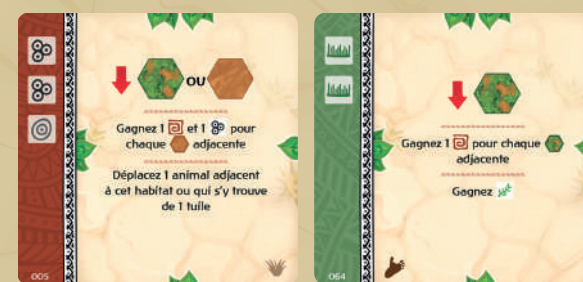 OU
Gagnez 1 et 1 pour
chaque adjacente
Déplacez 1 animal adjacent
à cet habitat ou qui s'y trouve
de 1 tuile
005
Gagnez 1 pour chaque
adjacente
Gagnez
064